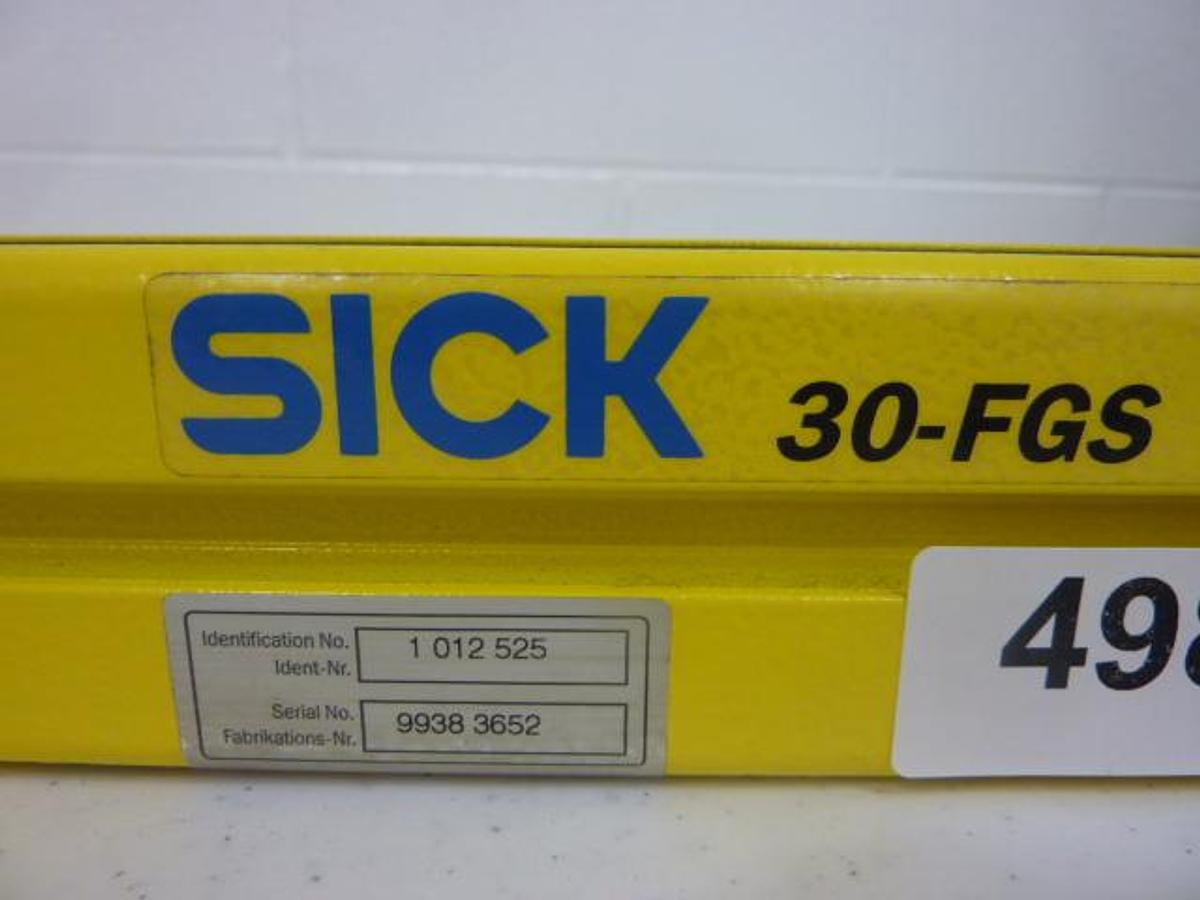 SICK 30-FGS
Identification No. 1 012 525
Ident-Nr.
Serial No. 9938 3652
Fabrikations-Nr.